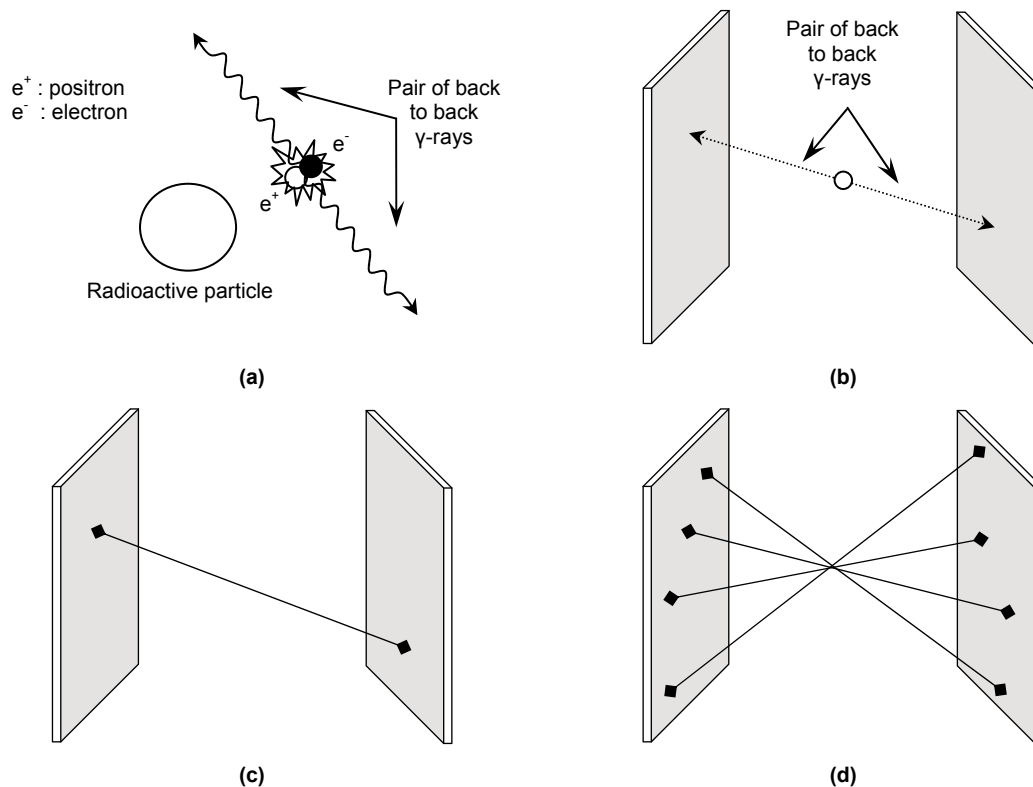 e⁺ : positron
e⁻ : electron
Pair of back
to back
γ-rays
e⁻
e⁺
Radioactive particle
(a)
Pair of back
to back
γ-rays
(b)
(c)
(d)